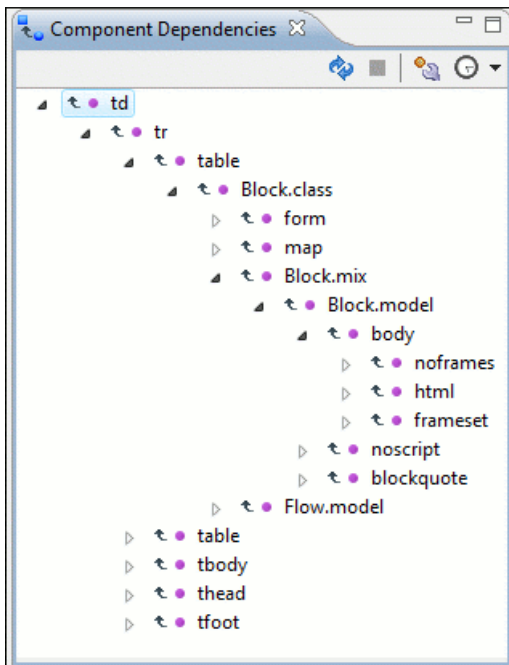 Component Dependencies
td
tr
table
Block.class
form
map
Block.mix
Block.model
body
noframes
html
frameset
noscript
blockquote
Flow.model
table
tbody
thead
tfoot